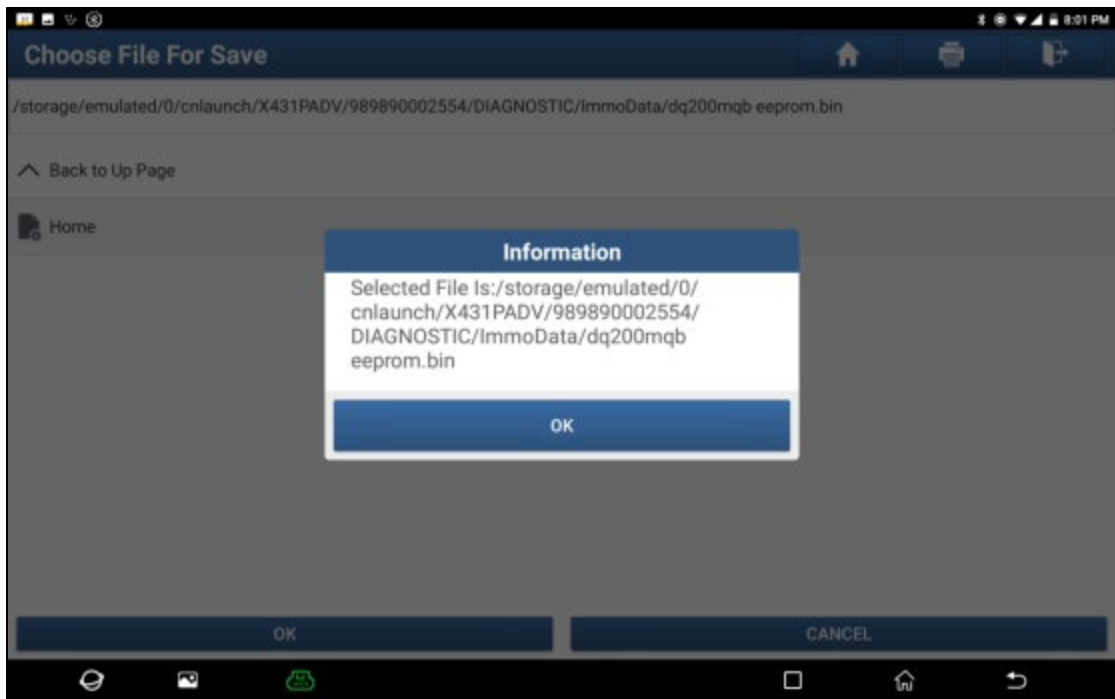 8:01 PM
Choose File For Save
/storage/emulated/0/cnlaunch/X431PADV/989890002554/DIAGNOSTIC/ImmoData/dq200mqb eeprom.bin
Back to Up Page
Home
Information
Selected File Is:/storage/emulated/0/
cnlaunch/X431PADV/989890002554/
DIAGNOSTIC/ImmoData/dq200mqb
eeprom.bin
OK
OK
CANCEL